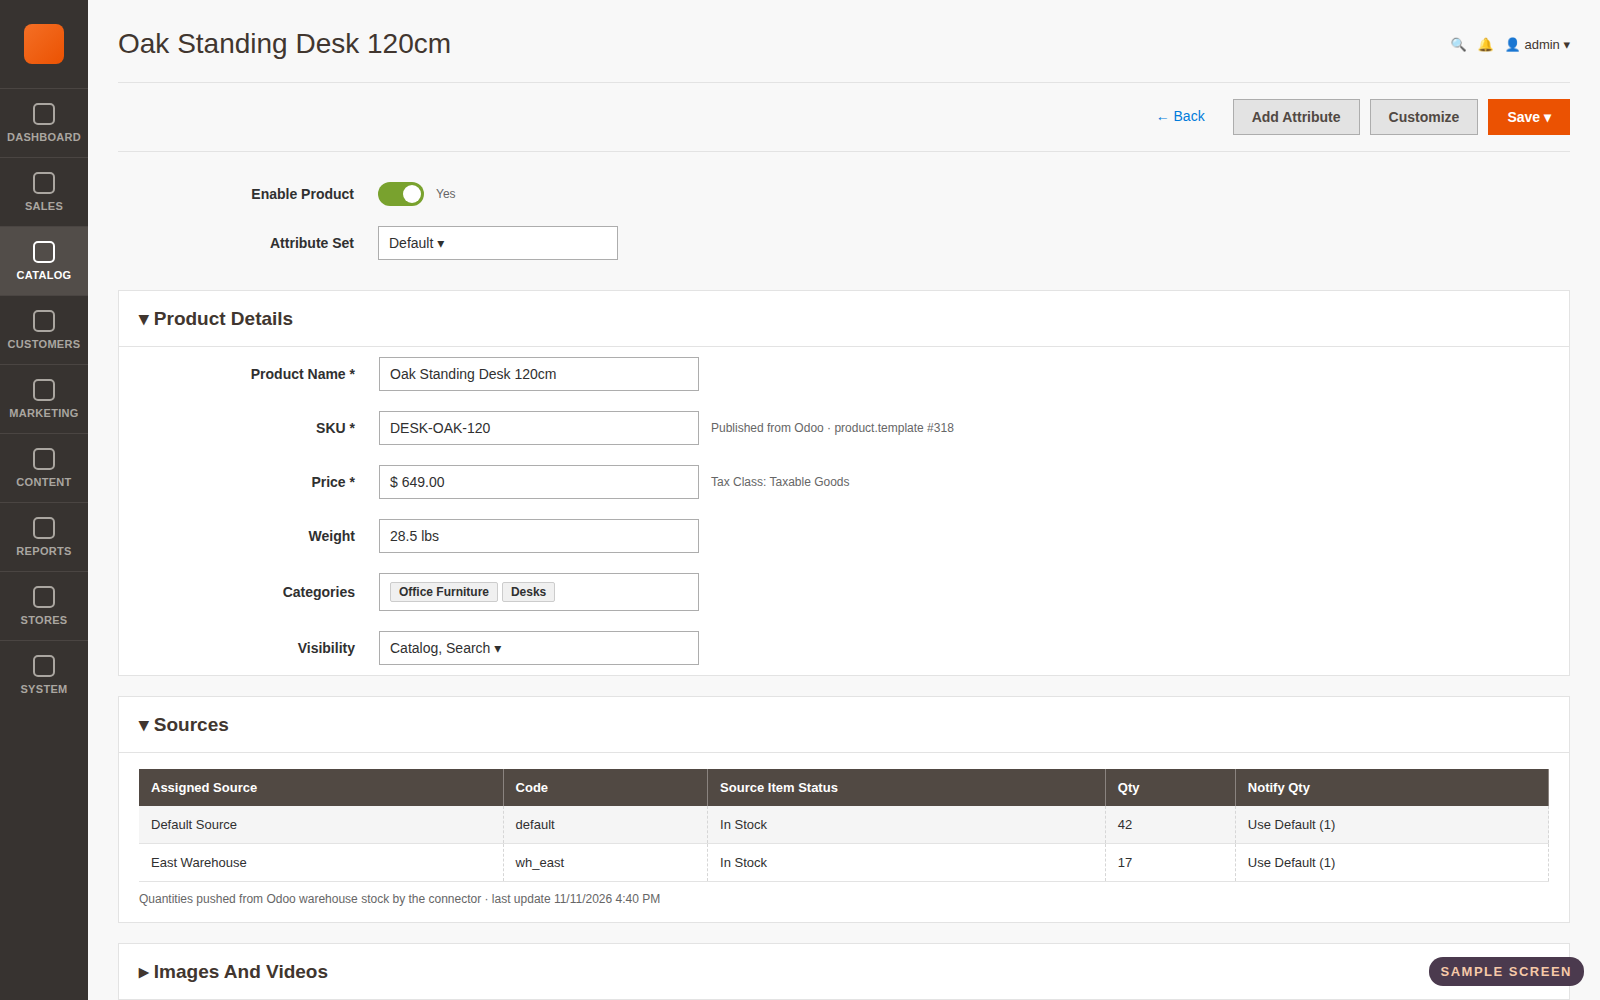 Oak Standing Desk 120cm
admin ▾
← Back
Add Attribute
Customize
Save ▾
DASHBOARD
SALES
CATALOG
CUSTOMERS
MARKETING
CONTENT
REPORTS
STORES
SYSTEM
Enable Product
Yes
Attribute Set
Default ▾
▾ Product Details
Product Name *
Oak Standing Desk 120cm
SKU *
DESK-OAK-120
Published from Odoo · product.template #318
Price *
$ 649.00
Tax Class: Taxable Goods
Weight
28.5 lbs
Categories
Office Furniture
Desks
Visibility
Catalog, Search ▾
▾ Sources
Assigned Source Code Source Item Status Qty Notify Qty
Default Source default In Stock 42 Use Default (1)
East Warehouse wh_east In Stock 17 Use Default (1)
Quantities pushed from Odoo warehouse stock by the connector · last update 11/11/2026 4:40 PM
▸ Images And Videos
SAMPLE SCREEN